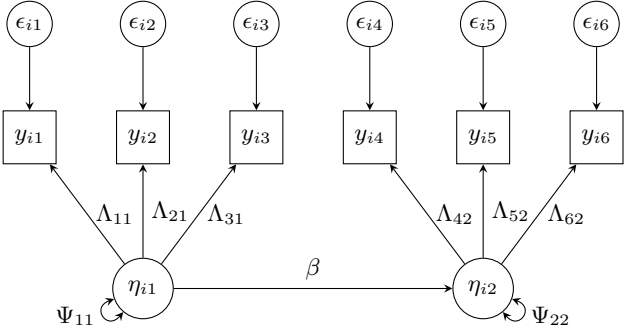 ϵi1 ϵi2 ϵi3 ϵi4 ϵi5 ϵi6
yi1 yi2 yi3 yi4 yi5 yi6
Λ11 Λ21 Λ31 Λ42 Λ52 Λ62
β
ηi1 ηi2
Ψ11 Ψ22